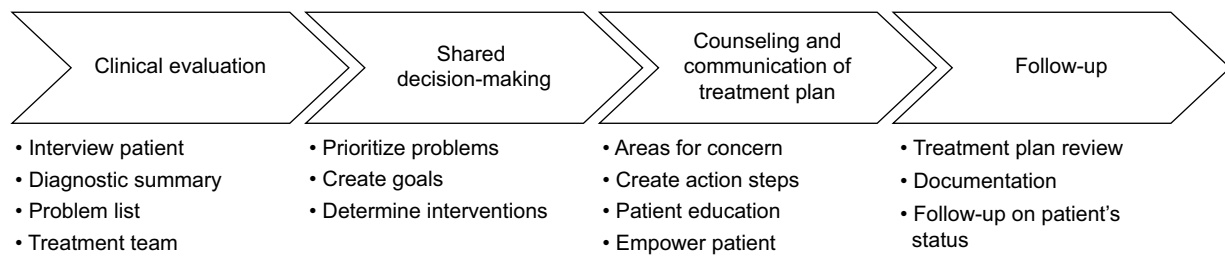 Clinical evaluation
Shared
decision-making
Counseling and
communication of
treatment plan
Follow-up
• Interview patient
• Diagnostic summary
• Problem list
• Treatment team
• Prioritize problems
• Create goals
• Determine interventions
• Areas for concern
• Create action steps
• Patient education
• Empower patient
• Treatment plan review
• Documentation
• Follow-up on patient's
status